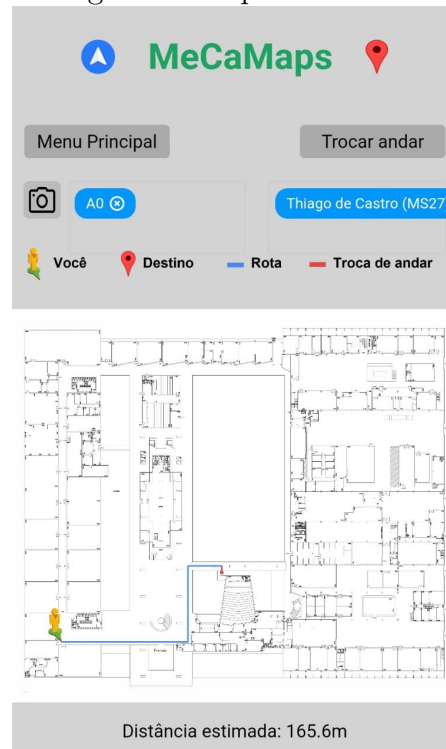 MeCaMaps
Menu Principal
Trocar andar
A0
Thiago de Castro (MS27
Você
Destino
Rota
Troca de andar
Distância estimada: 165.6m